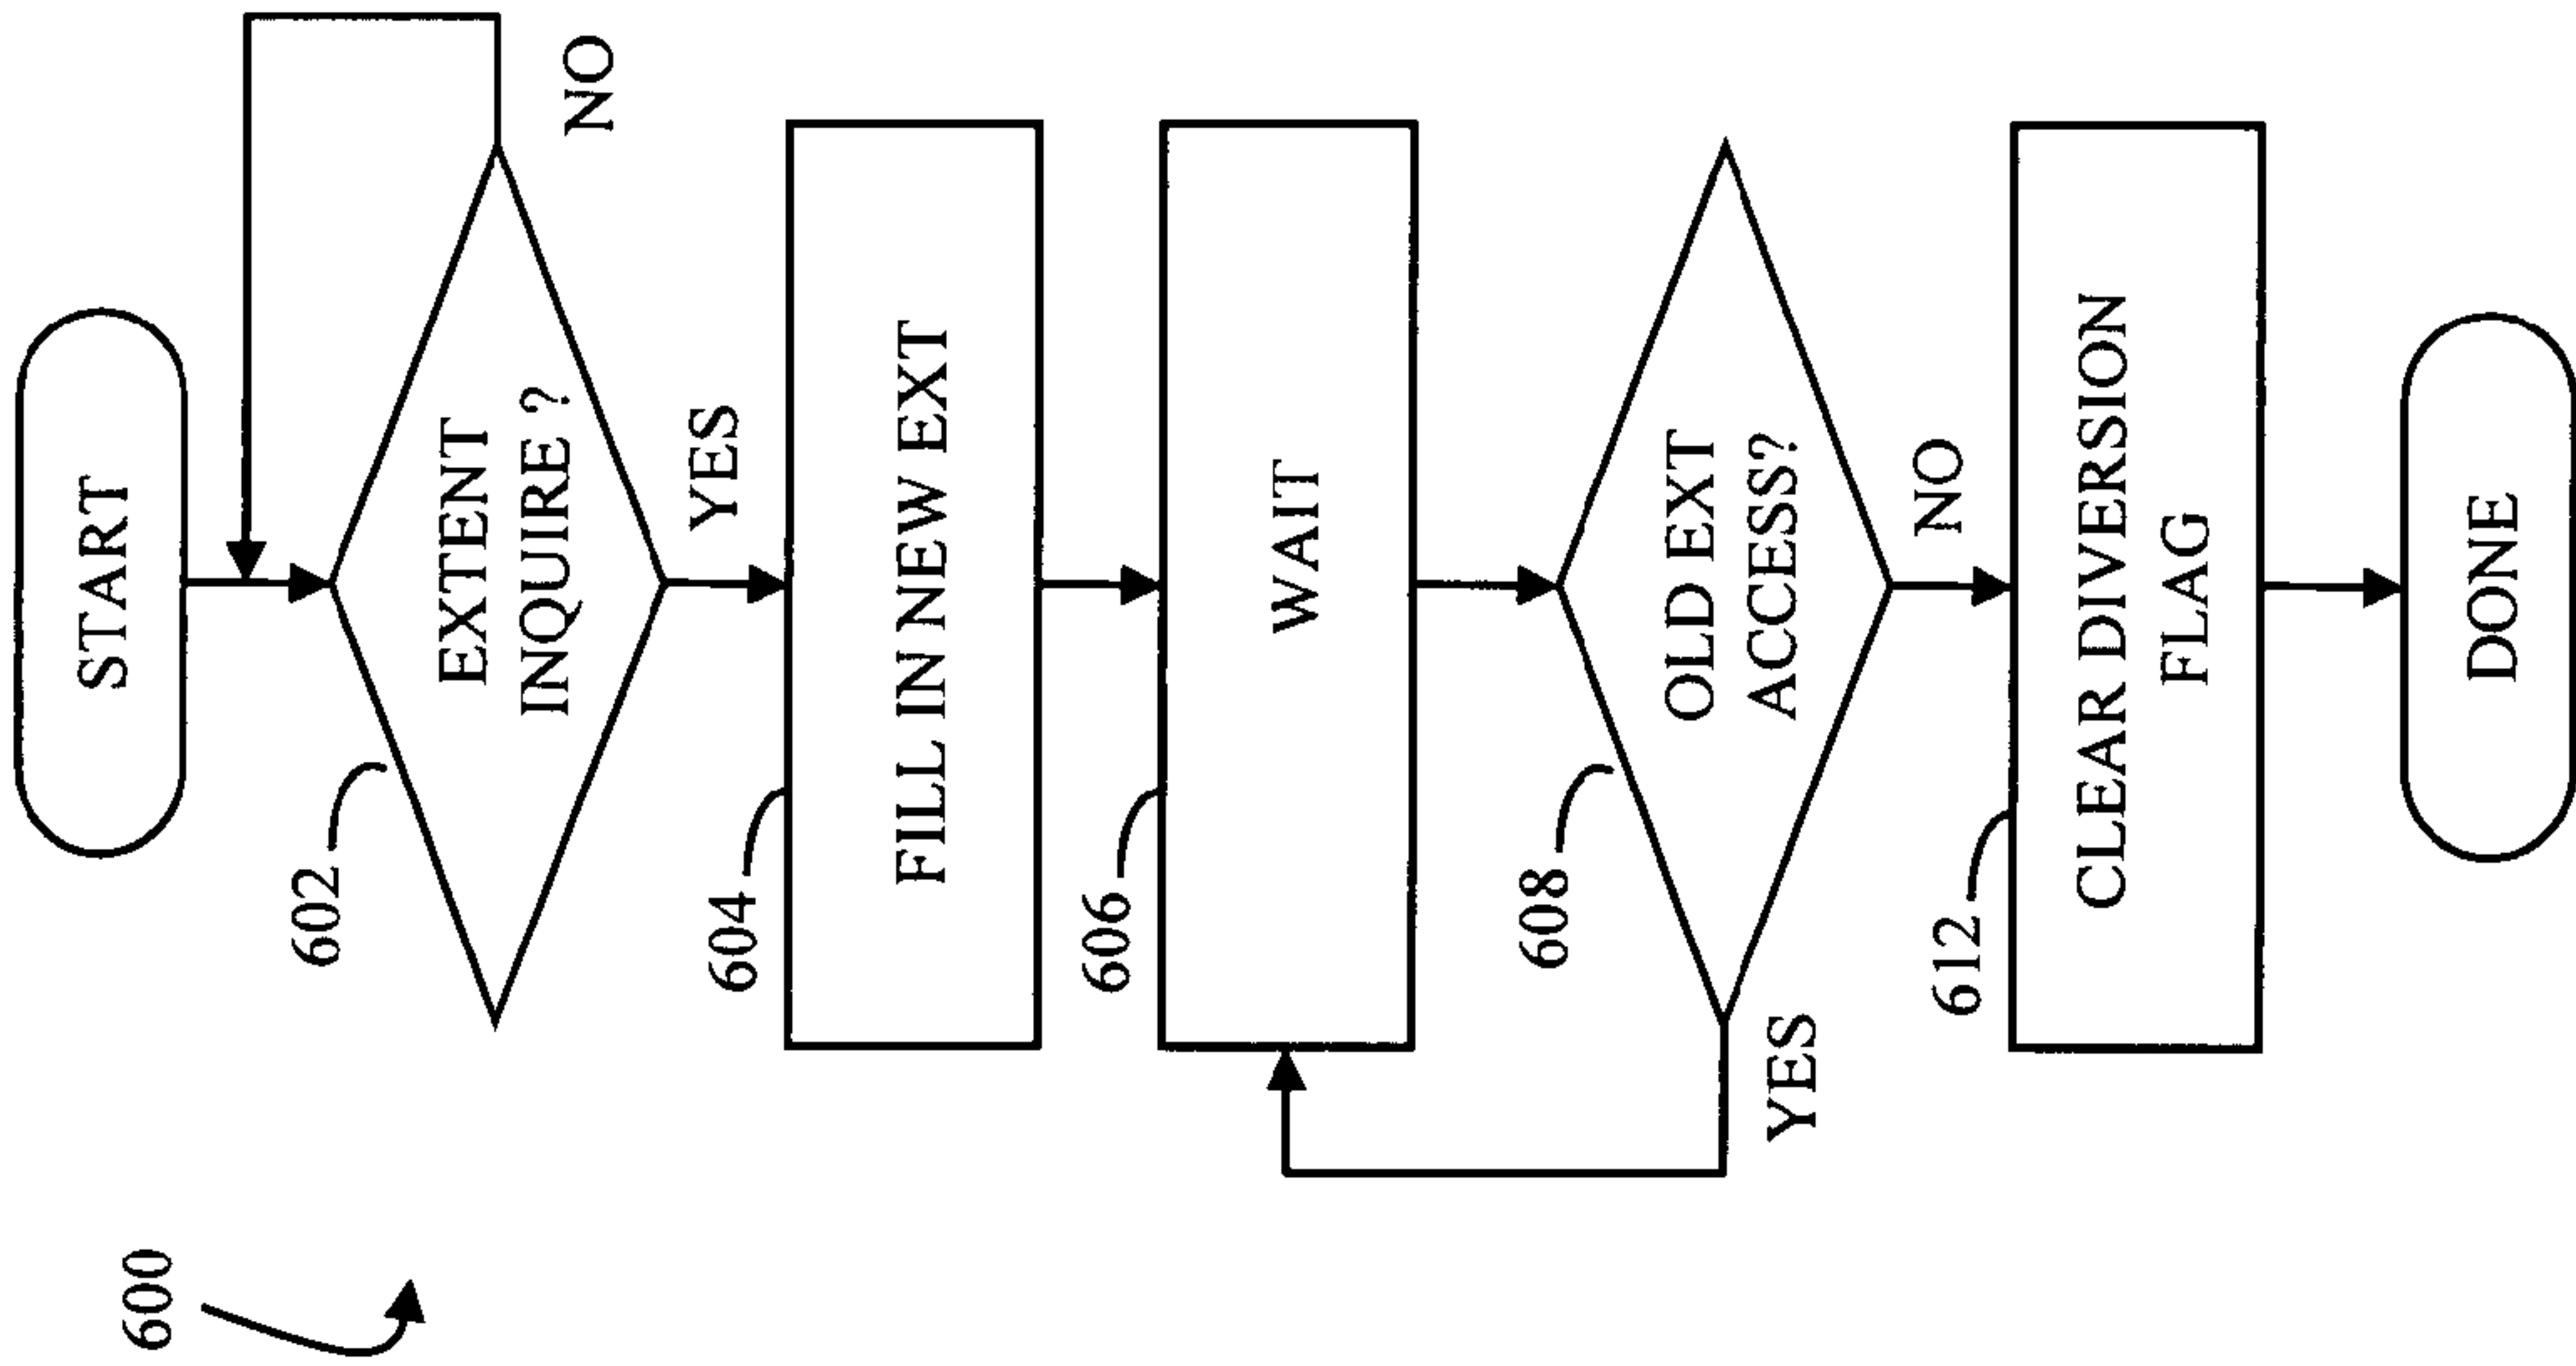 600
START
602
EXTENT
INQUIRE ?
NO
YES
604
FILL IN NEW EXT
606
WAIT
608
OLD EXT
ACCESS?
YES
NO
612
CLEAR DIVERSION
FLAG
DONE